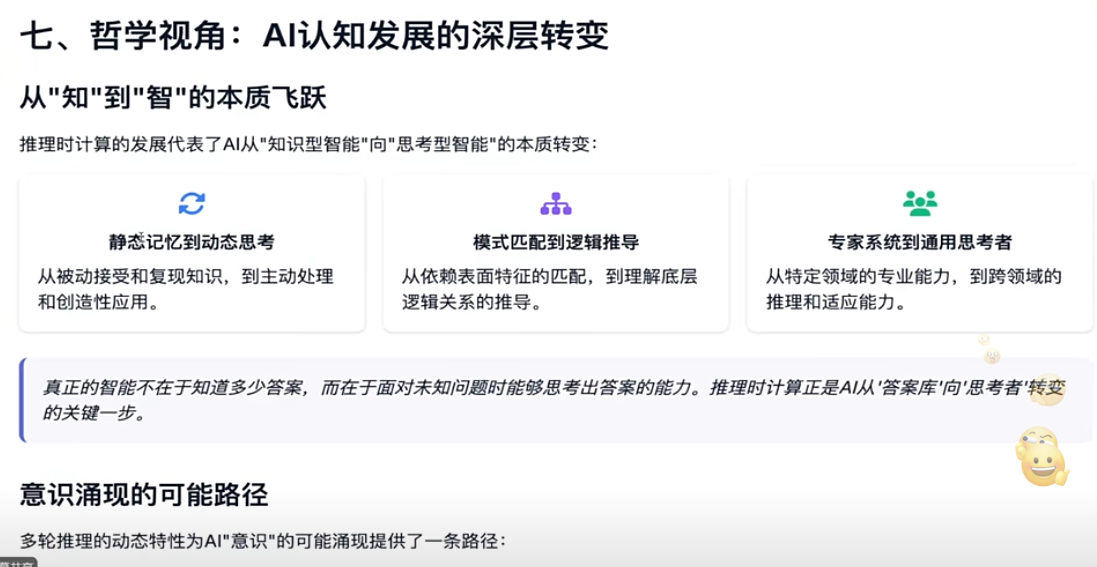 七、哲学视角：AI认知发展的深层转变
从"知"到"智"的本质飞跃
推理时计算的发展代表了AI从"知识型智能"向"思考型智能"的本质转变：
静态记忆到动态思考
从被动接受和复现知识，到主动处理
和创造性应用。
模式匹配到逻辑推导
从依赖表面特征的匹配，到理解底层
逻辑关系的推导。
专家系统到通用思考者
从特定领域的专业能力，到跨领域的
推理和适应能力。
真正的智能不在于知道多少答案，而在于面对未知问题时能够思考出答案的能力。推理时计算正是AI从'答案库'向'思考者'转变
的关键一步。
意识涌现的可能路径
多轮推理的动态特性为AI"意识"的可能涌现提供了一条路径：